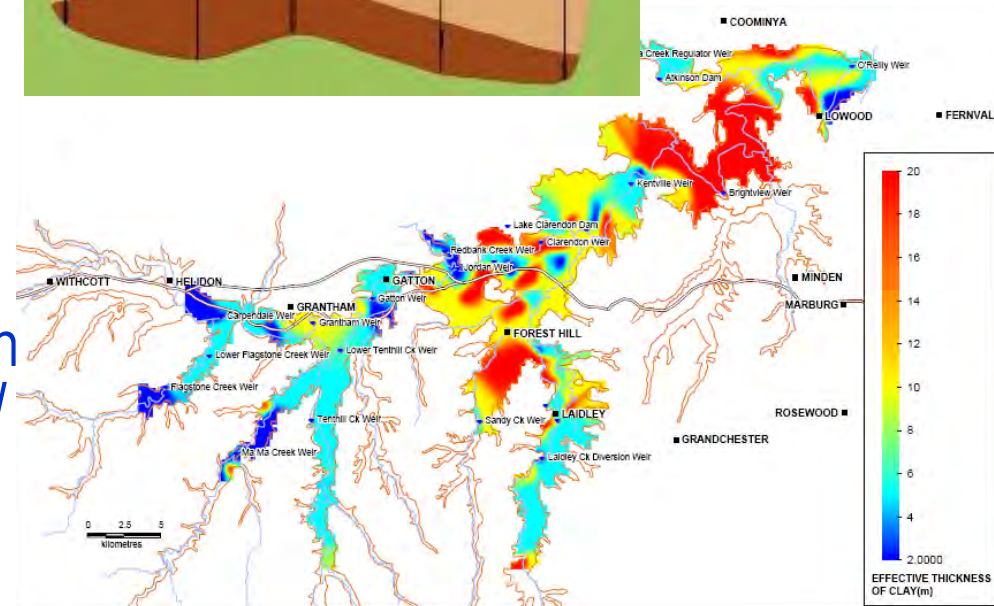 COOMINYA
a Creek Regulator Weir
O'Reilly Weir
Atkinson Dam
LOWOOD
FERNVAL
20
Kentville Weir
Brightview Weir
18
Lake Clarendon Dam
Clarendon Weir
Redbank Creek Weir
16
Jordan Weir
WITHCOTT
HELIDON
GATTON
MINDEN
14
Gatton Weir
GRANTHAM
MARBURG
Carpendale Weir
Grantham Weir
FOREST HILL
12
Lower Flagstone Creek Weir
Lower Tenthill Ck Weir
10
Flagstone Creek Weir
LAIDLEY
ROSEWOOD
Tenthill Ck Weir
Sandy Ck Weir
8
GRANDCHESTER
Ma Ma Creek Weir
Laidley Ck Diversion Weir
6
4
0 2.5 5
kilometres
2.0000
EFFECTIVE THICKNESS
OF CLAY(m)